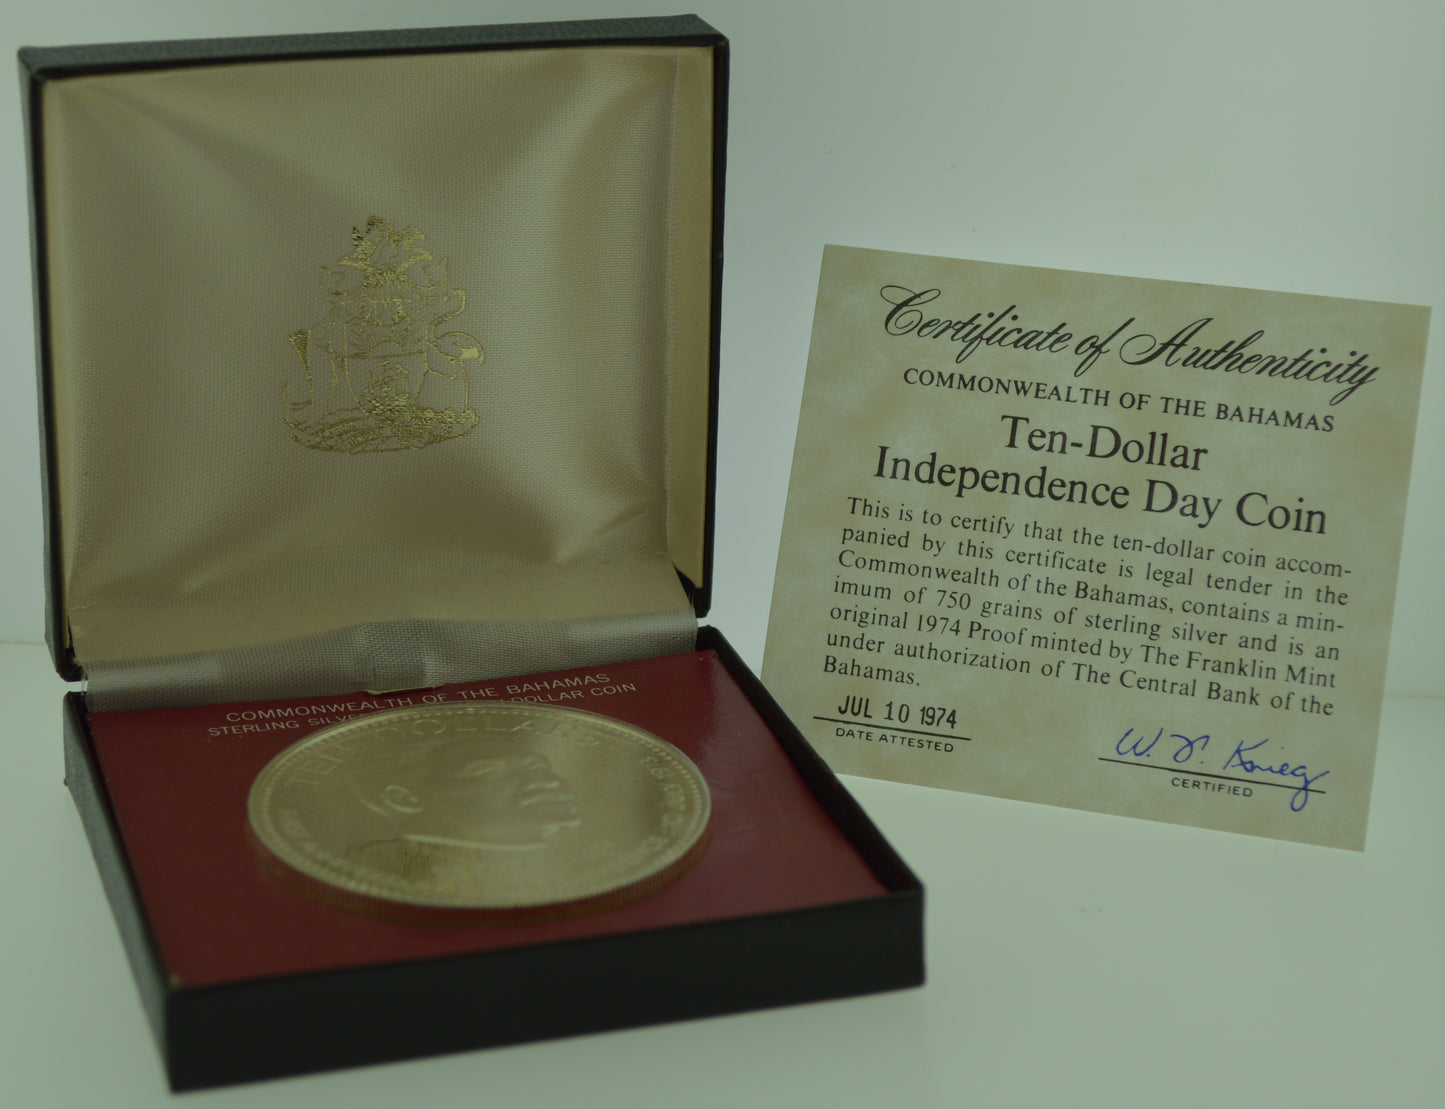 COMMONWEALTH OF THE BAHAMAS
STERLING SILVER DOLLAR COIN
TEN DOLLARS
Certificate of Authenticity
COMMONWEALTH OF THE BAHAMAS
Ten-Dollar
Independence Day Coin
This is to certify that the ten-dollar coin accom-
panied by this certificate is legal tender in the
Commonwealth of the Bahamas, contains a min-
imum of 750 grains of sterling silver and is an
original 1974 Proof minted by The Franklin Mint
under authorization of The Central Bank of the
Bahamas.
JUL 10 1974
DATE ATTESTED
CERTIFIED